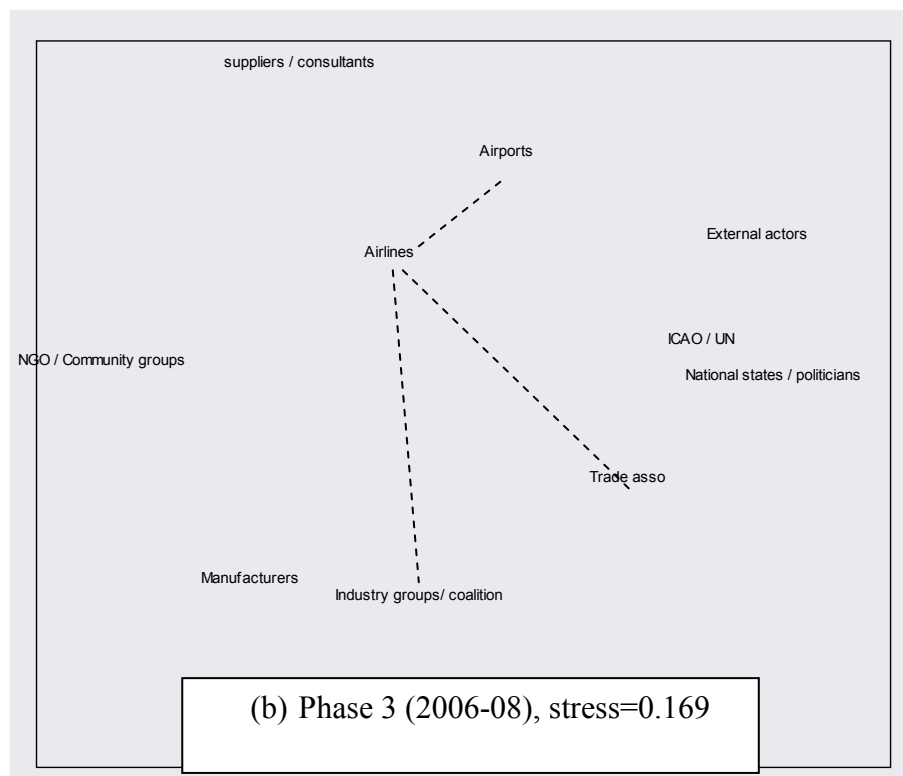 suppliers / consultants
Airports
External actors
Airlines
ICAO / UN
NGO / Community groups
National states / politicians
Trade asso
Manufacturers
Industry groups/ coalition
(b) Phase 3 (2006-08), stress=0.169